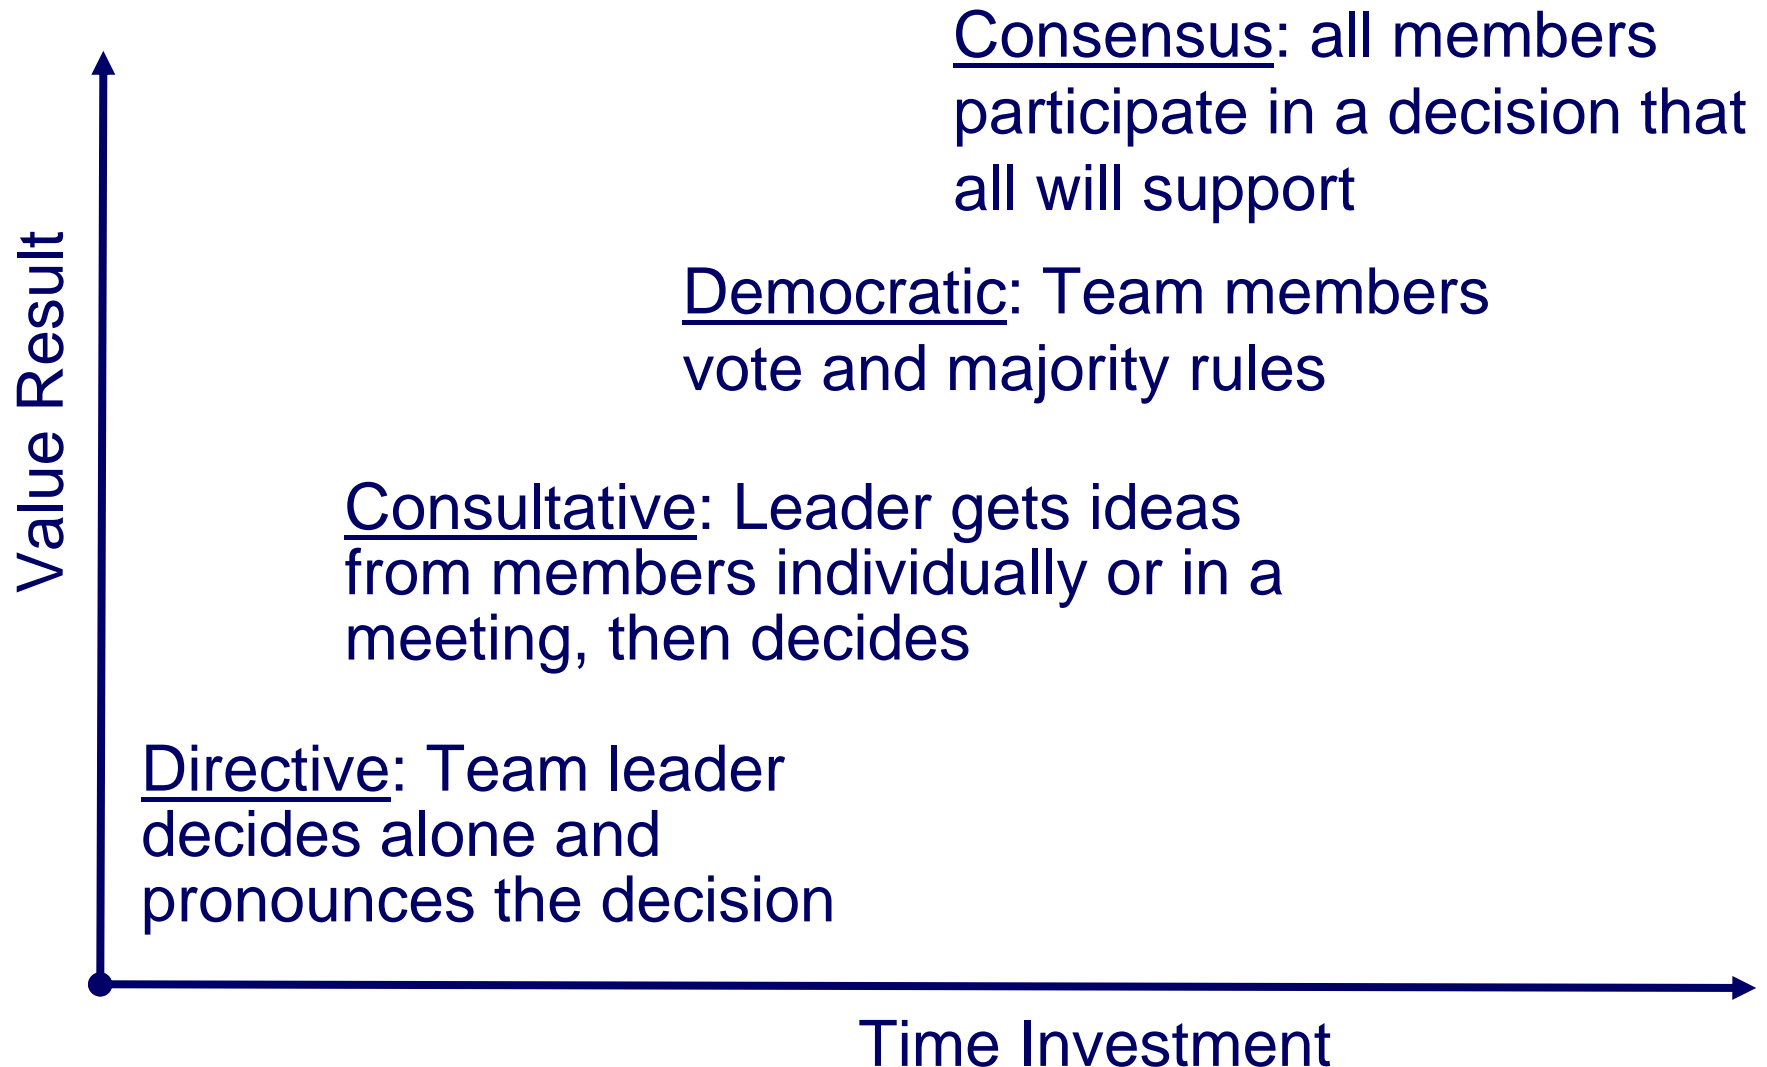 Consensus: all members
participate in a decision that
all will support
Value Result
Democratic: Team members
vote and majority rules
Consultative: Leader gets ideas
from members individually or in a
meeting, then decides
Directive: Team leader
decides alone and
pronounces the decision
Time Investment